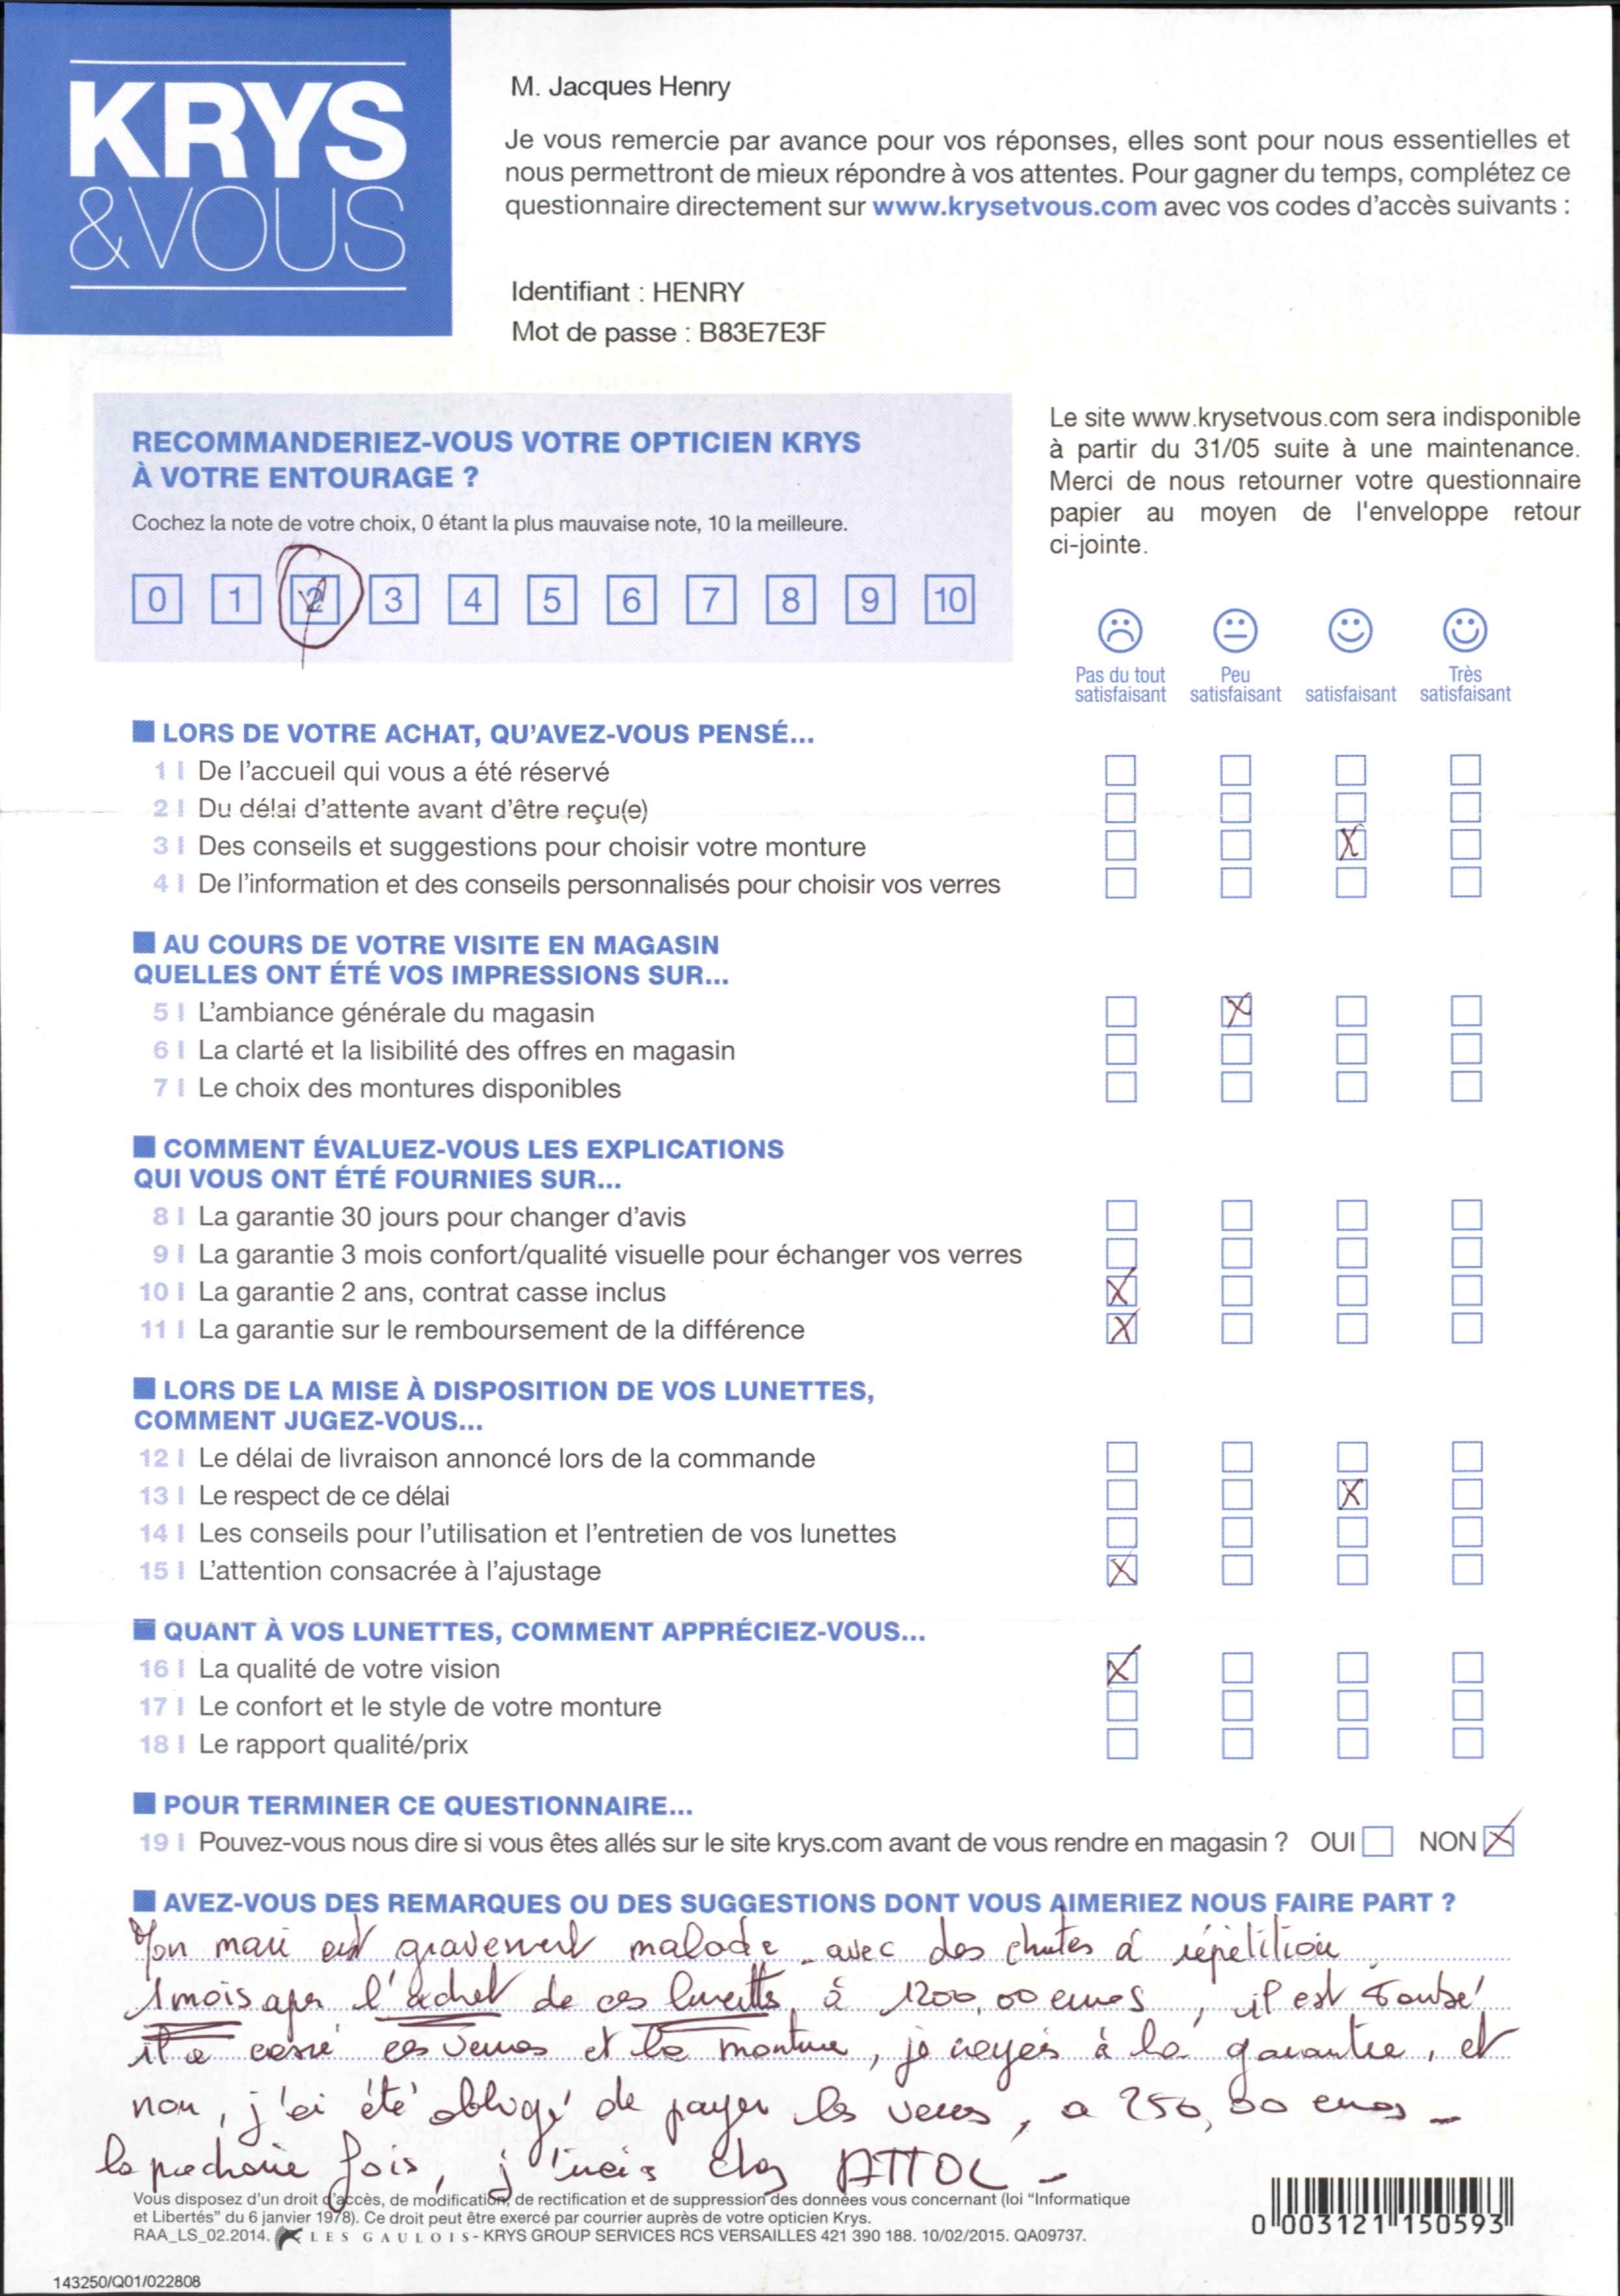 KRYS
&VOUS
M. Jacques Henry
Je vous remercie par avance pour vos réponses, elles sont pour nous essentielles et
nous permettront de mieux répondre à vos attentes. Pour gagner du temps, complétez ce
questionnaire directement sur www.krysetvous.com avec vos codes d'accès suivants :
Identifiant : HENRY
Mot de passe : B83E7E3F
RECOMMANDERIEZ-VOUS VOTRE OPTICIEN KRYS
À VOTRE ENTOURAGE ?
Cochez la note de votre choix, 0 étant la plus mauvaise note, 10 la meilleure.
0 1 2 3 4 5 6 7 8 9 10
Le site www.krysetvous.com sera indisponible
à partir du 31/05 suite à une maintenance.
Merci de nous retourner votre questionnaire
papier au moyen de l'enveloppe retour
ci-jointe.
Pas du tout satisfaisant
Peu satisfaisant
satisfaisant
Très satisfaisant
LORS DE VOTRE ACHAT, QU'AVEZ-VOUS PENSÉ...
1 | De l'accueil qui vous a été réservé
2 | Du délai d'attente avant d'être reçu(e)
3 | Des conseils et suggestions pour choisir votre monture X
4 | De l'information et des conseils personnalisés pour choisir vos verres
AU COURS DE VOTRE VISITE EN MAGASIN
QUELLES ONT ÉTÉ VOS IMPRESSIONS SUR...
5 | L'ambiance générale du magasin X
6 | La clarté et la lisibilité des offres en magasin
7 | Le choix des montures disponibles
COMMENT ÉVALUEZ-VOUS LES EXPLICATIONS
QUI VOUS ONT ÉTÉ FOURNIES SUR...
8 | La garantie 30 jours pour changer d'avis
9 | La garantie 3 mois confort/qualité visuelle pour échanger vos verres
10 | La garantie 2 ans, contrat casse inclus X
11 | La garantie sur le remboursement de la différence X
LORS DE LA MISE À DISPOSITION DE VOS LUNETTES,
COMMENT JUGEZ-VOUS...
12 | Le délai de livraison annoncé lors de la commande
13 | Le respect de ce délai X
14 | Les conseils pour l'utilisation et l'entretien de vos lunettes
15 | L'attention consacrée à l'ajustage X
QUANT À VOS LUNETTES, COMMENT APPRÉCIEZ-VOUS...
16 | La qualité de votre vision X
17 | Le confort et le style de votre monture
18 | Le rapport qualité/prix
POUR TERMINER CE QUESTIONNAIRE...
19 | Pouvez-vous nous dire si vous êtes allés sur le site krys.com avant de vous rendre en magasin ? OUI NON X
AVEZ-VOUS DES REMARQUES OU DES SUGGESTIONS DONT VOUS AIMERIEZ NOUS FAIRE PART ?
Mon mari est gravement malade avec des chutes à répétition
1 mois apr l'achat de ces lunettes à 1200,00 euros, il est tombé
il a cassé ces verres et la monture, je croyais à la garantie, et
non, j'ai été obligé de payer les verres, a 250,00 euros -
la prochaine fois, j'irais chez ATTOL -
Vous disposez d'un droit d'accès, de modification, de rectification et de suppression des données vous concernant (loi "Informatique
et Libertés" du 6 janvier 1978). Ce droit peut être exercé par courrier auprès de votre opticien Krys.
RAA_LS_02.2014. LES GAULOIS - KRYS GROUP SERVICES RCS VERSAILLES 421 390 188. 10/02/2015. QA09737.
0 003121 150593
143250/Q01/022808